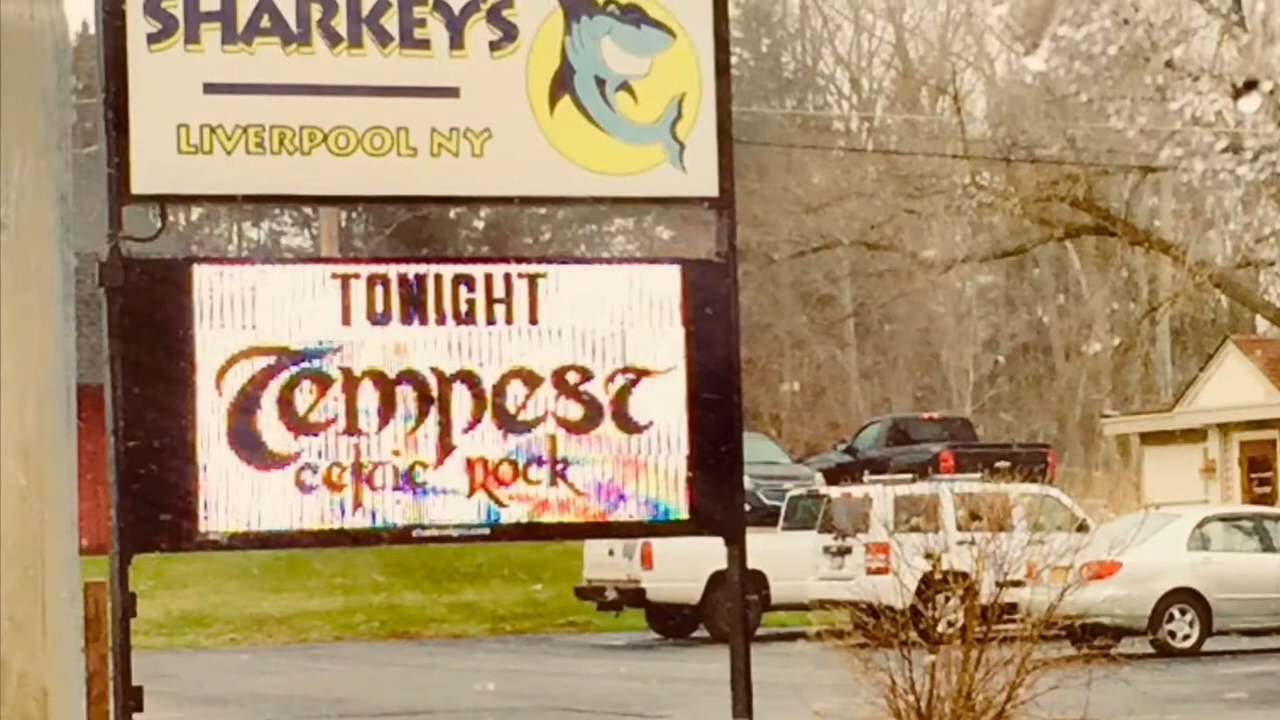 SHARKEY'S
LIVERPOOL NY
TONIGHT
Tempest
celtic Rock